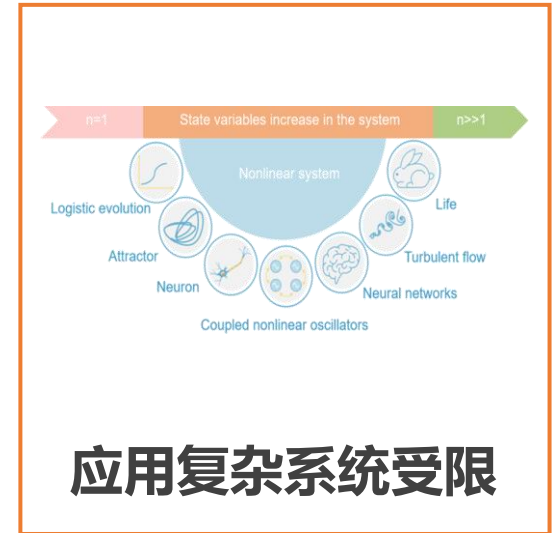 n=1
State variables increase in the system
n>>1
Nonlinear system
Logistic evolution
Life
Attractor
Turbulent flow
Neuron
Neural networks
Coupled nonlinear oscillators
应用复杂系统受限